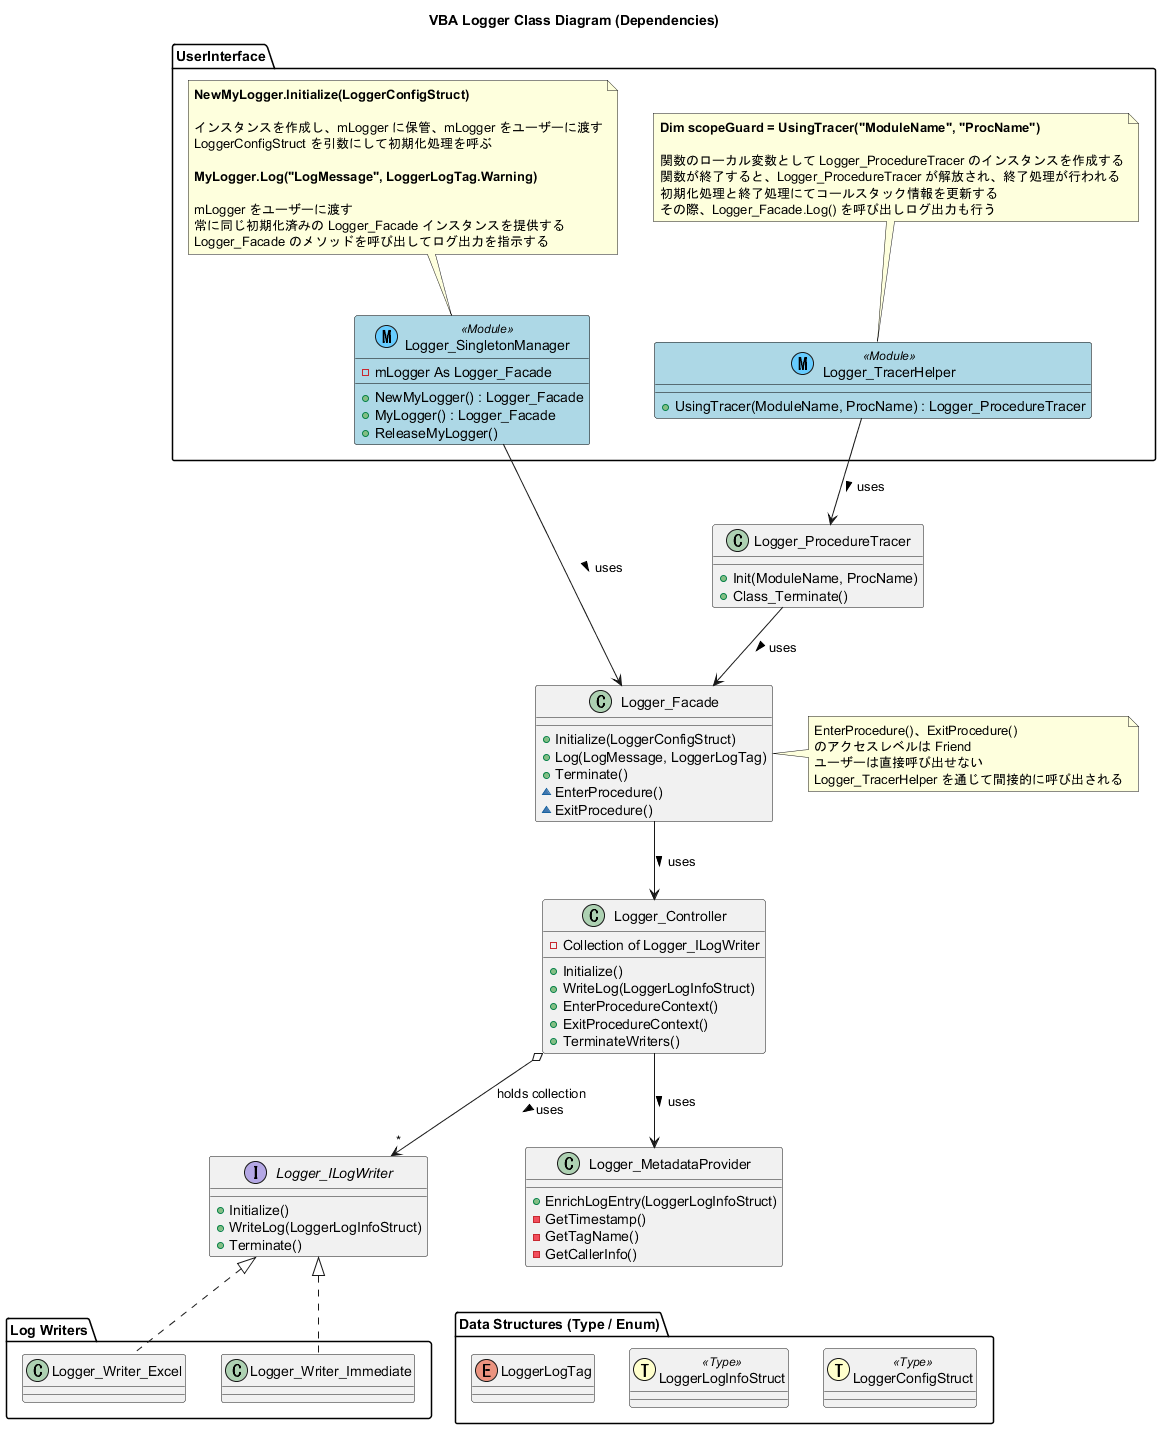 VBA Logger Class Diagram (Dependencies)
UserInterface
NewMyLogger.Initialize(LoggerConfigStruct)
インスタンスを作成し、mLogger に保管、mLogger をユーザーに渡す
LoggerConfigStruct を引数にして初期化処理を呼ぶ
MyLogger.Log("LogMessage", LoggerLogTag.Warning)
mLogger をユーザーに渡す
常に同じ初期化済みの Logger_Facade インスタンスを提供する
Logger_Facade のメソッドを呼び出してログ出力を指示する
Dim scopeGuard = UsingTracer("ModuleName", "ProcName")
関数のローカル変数として Logger_ProcedureTracer のインスタンスを作成する
関数が終了すると、Logger_ProcedureTracer が解放され、終了処理が行われる
初期化処理と終了処理にてコールスタック情報を更新する
その際、Logger_Facade.Log() を呼び出しログ出力も行う
M
«Module»
Logger_SingletonManager
mLogger As Logger_Facade
NewMyLogger() : Logger_Facade
MyLogger() : Logger_Facade
ReleaseMyLogger()
M
«Module»
Logger_TracerHelper
UsingTracer(ModuleName, ProcName) : Logger_ProcedureTracer
uses
C Logger_ProcedureTracer
Init(ModuleName, ProcName)
Class_Terminate()
uses
uses
C Logger_Facade
Initialize(LoggerConfigStruct)
Log(LogMessage, LoggerLogTag)
Terminate()
EnterProcedure()
ExitProcedure()
EnterProcedure()、ExitProcedure()
のアクセスレベルは Friend
ユーザーは直接呼び出せない
Logger_TracerHelper を通じて間接的に呼び出される
uses
C Logger_Controller
Collection of Logger_ILogWriter
Initialize()
WriteLog(LoggerLogInfoStruct)
EnterProcedureContext()
ExitProcedureContext()
TerminateWriters()
holds collection
uses
*
uses
I Logger_ILogWriter
Initialize()
WriteLog(LoggerLogInfoStruct)
Terminate()
C Logger_MetadataProvider
EnrichLogEntry(LoggerLogInfoStruct)
GetTimestamp()
GetTagName()
GetCallerInfo()
Log Writers
C Logger_Writer_Excel
C Logger_Writer_Immediate
Data Structures (Type / Enum)
E LoggerLogTag
T
«Type»
LoggerLogInfoStruct
T
«Type»
LoggerConfigStruct